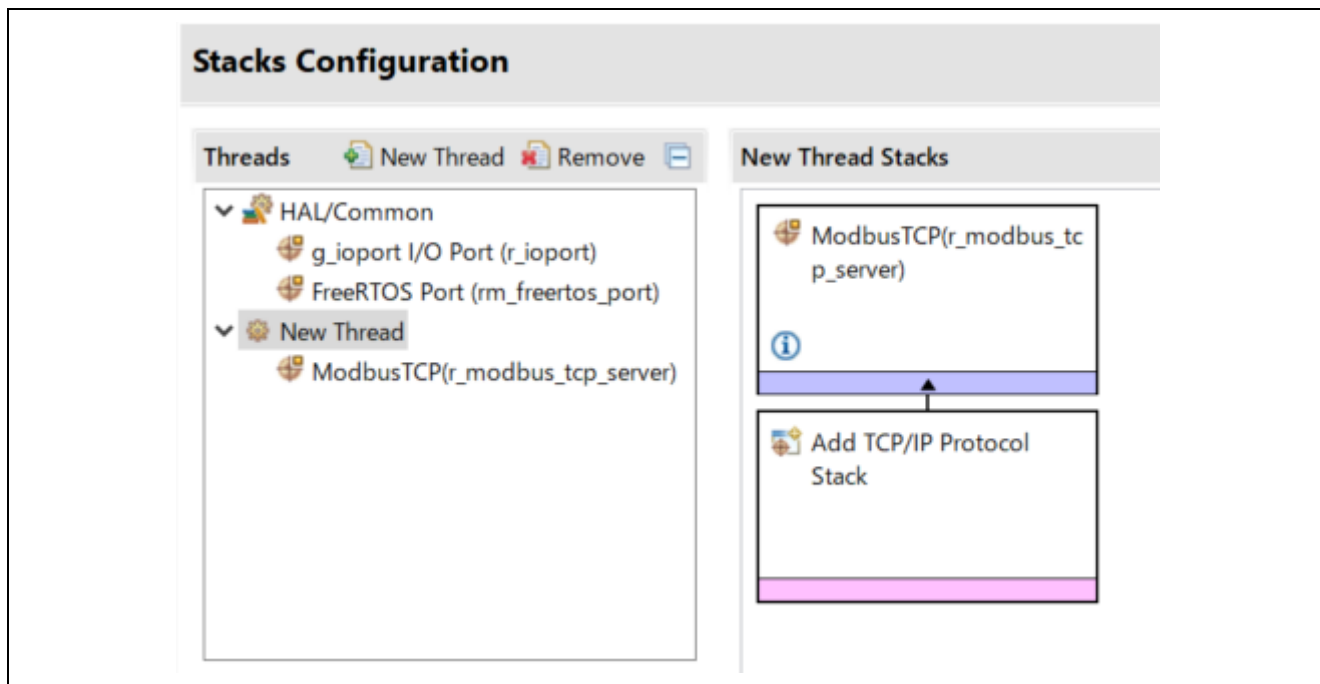 Stacks Configuration
Threads New Thread Remove
HAL/Common
g_ioport I/O Port (r_ioport)
FreeRTOS Port (rm_freertos_port)
New Thread
ModbusTCP(r_modbus_tcp_server)
New Thread Stacks
ModbusTCP(r_modbus_tc
p_server)
Add TCP/IP Protocol
Stack